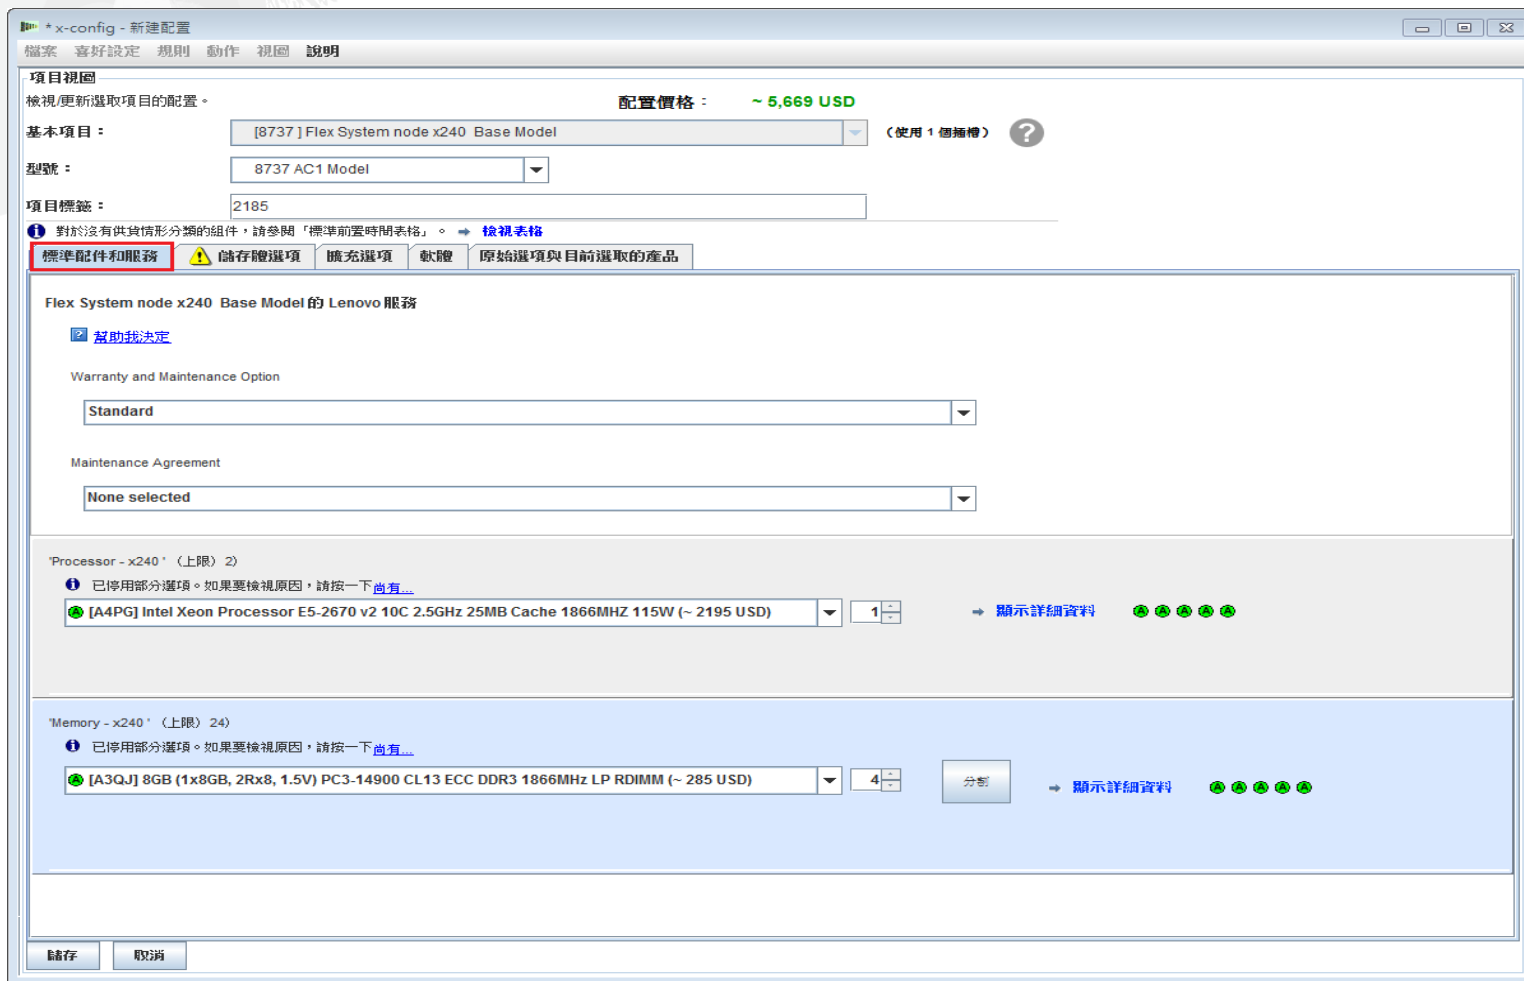 * x-config - 新建配置
檔案 喜好設定 規則 動作 視圖 說明
項目視圖
檢視/更新選取項目的配置。 配置價格： ~ 5,669 USD
基本項目： [8737 ] Flex System node x240 Base Model （使用 1 個插槽） ?
型號： 8737 AC1 Model
項目標籤： 2185
對於沒有供貨情形分類的組件，請參閱「標準前置時間表格」。 檢視表格
標準配件和服務 儲存體選項 擴充選項 軟體 原始選項與目前選取的產品
Flex System node x240 Base Model 的 Lenovo 服務
? 幫助我決定
Warranty and Maintenance Option
Standard
Maintenance Agreement
None selected
'Processor - x240 ' （上限） 2)
已停用部分選項。如果要檢視原因，請按一下尚有...
A [A4PG] Intel Xeon Processor E5-2670 v2 10C 2.5GHz 25MB Cache 1866MHZ 115W (~ 2195 USD) 1 顯示詳細資料 A A A A A
'Memory - x240 ' （上限） 24)
已停用部分選項。如果要檢視原因，請按一下尚有...
A [A3QJ] 8GB (1x8GB, 2Rx8, 1.5V) PC3-14900 CL13 ECC DDR3 1866MHz LP RDIMM (~ 285 USD) 4 分割 顯示詳細資料 A A A A A
儲存 取消